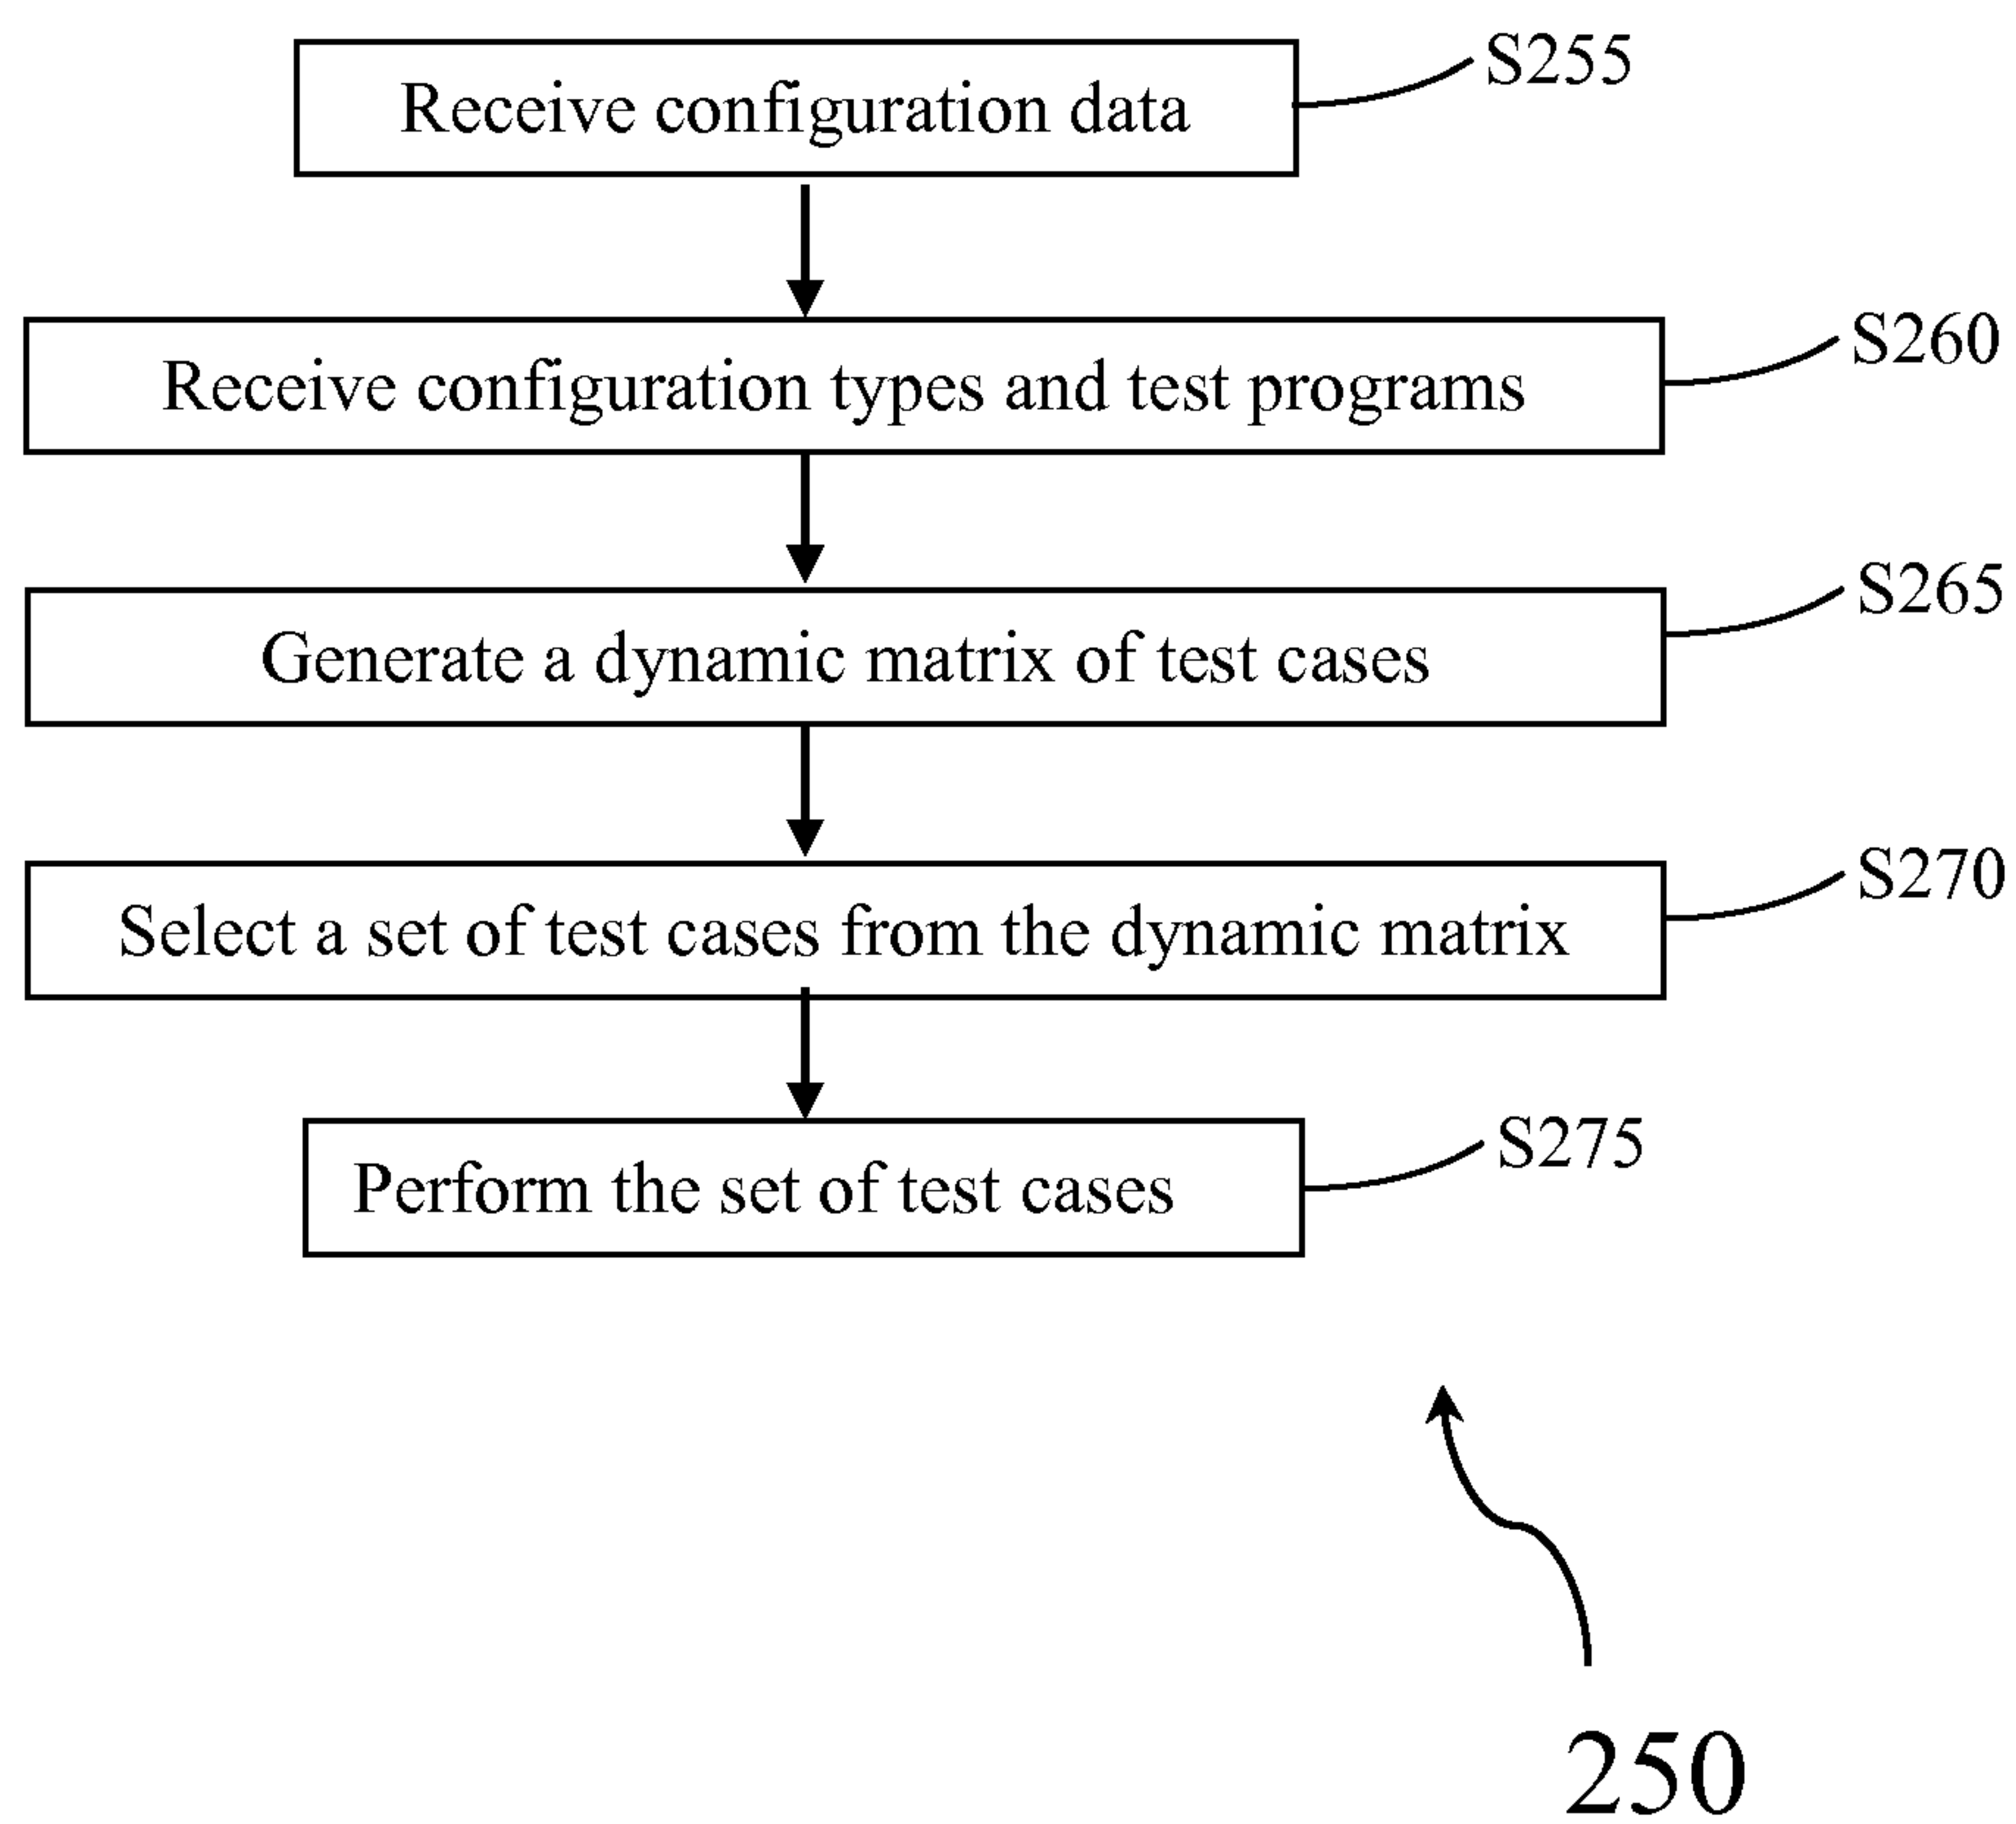 Receive configuration data
S255
Receive configuration types and test programs
S260
Generate a dynamic matrix of test cases
S265
Select a set of test cases from the dynamic matrix
S270
Perform the set of test cases
S275
250